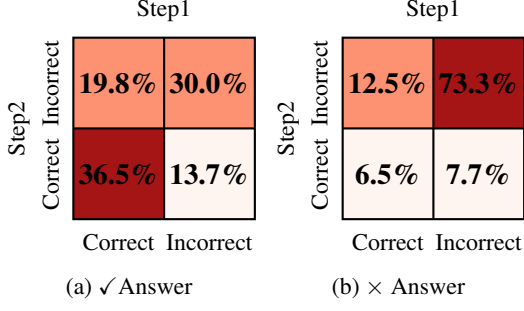 Step1 Step1
Step2 Incorrect 19.8% 30.0% Step2 Incorrect 12.5% 73.3%
Correct 36.5% 13.7% Correct 6.5% 7.7%
Correct Incorrect Correct Incorrect
(a) ✓Answer (b) × Answer